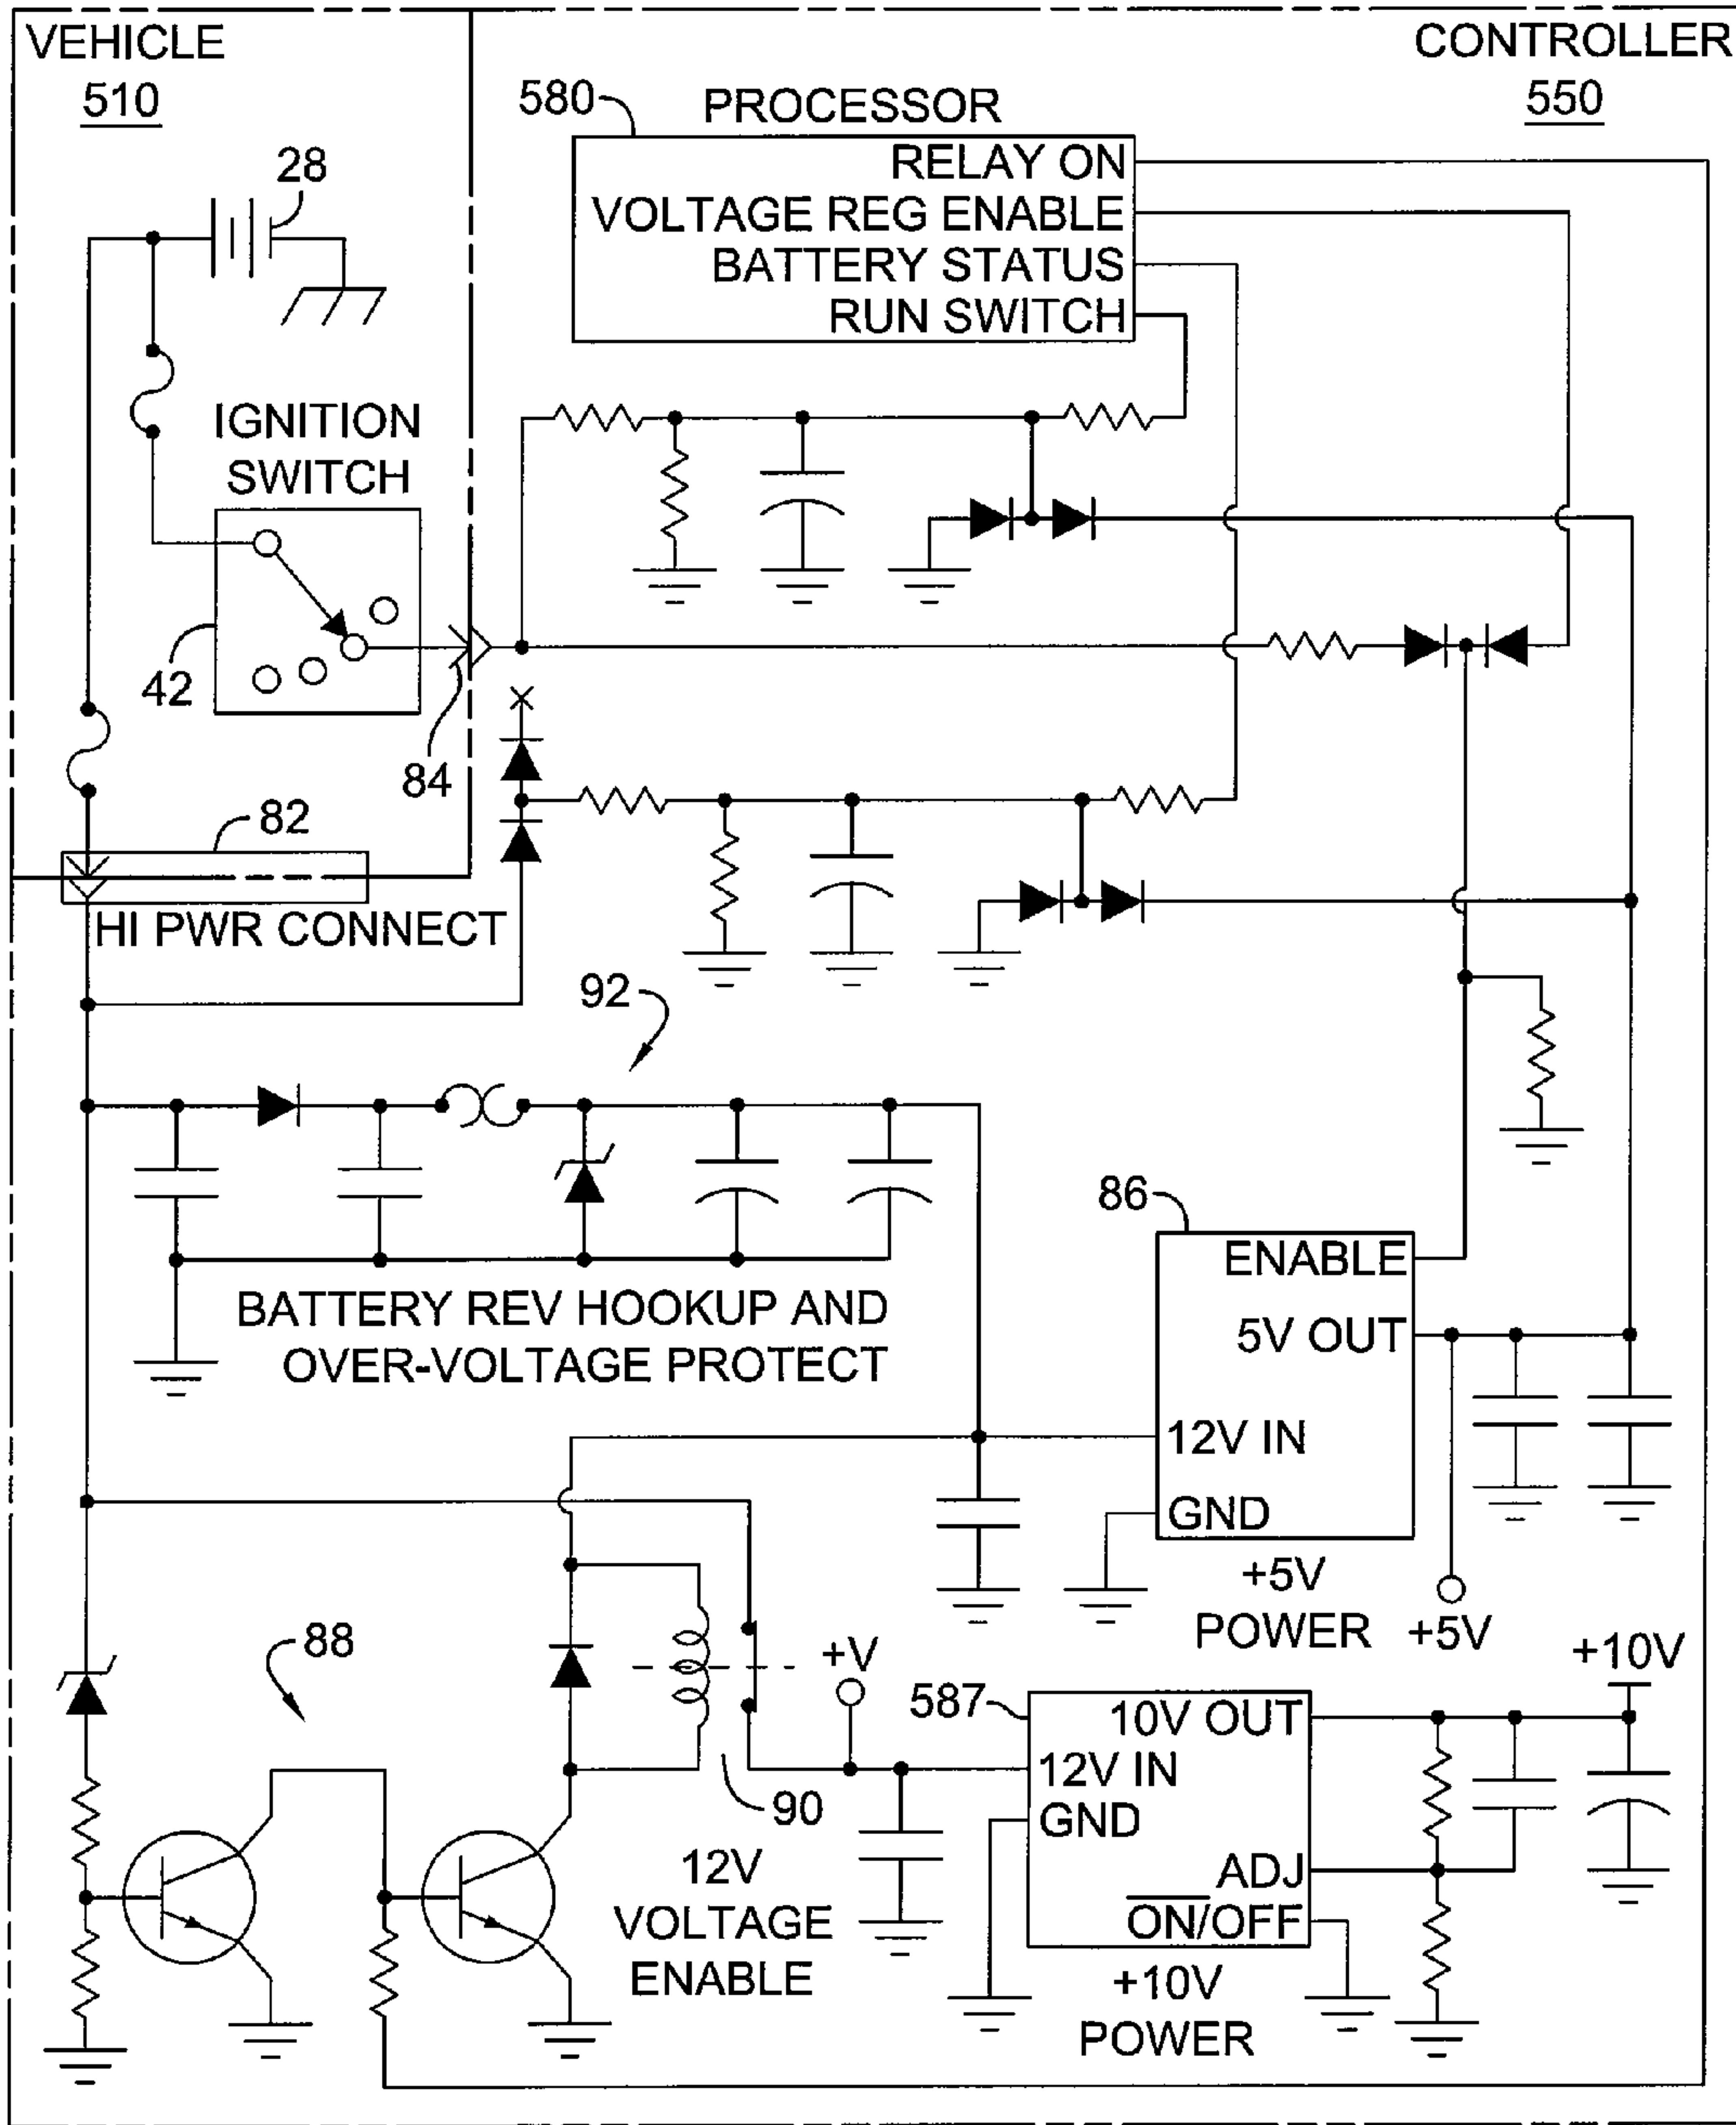 VEHICLE
510
CONTROLLER
550
580
PROCESSOR
RELAY ON
VOLTAGE REG ENABLE
BATTERY STATUS
RUN SWITCH
28
IGNITION
SWITCH
42
84
82
HI PWR CONNECT
92
BATTERY REV HOOKUP AND
OVER-VOLTAGE PROTECT
86
ENABLE
5V OUT
12V IN
GND
+5V
POWER
+5V
88
90
+V
12V
VOLTAGE
ENABLE
587
10V OUT
12V IN
GND
ADJ
ON/OFF
+10V
POWER
+10V